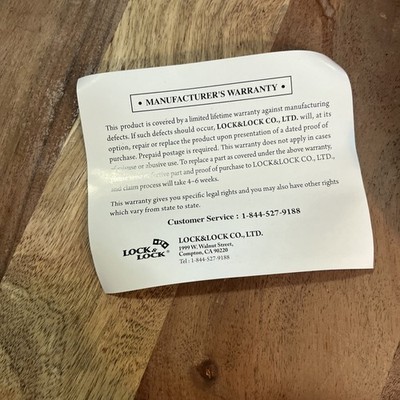 • MANUFACTURER'S WARRANTY •
This product is covered by a limited lifetime warranty against manufacturing
defects. If such defects should occur, LOCK&LOCK CO., LTD. will, at its
option, repair or replace the product upon presentation of a dated proof of
purchase. Prepaid postage is required. This warranty does not apply in cases
of misuse or abusive use. To replace a part as covered under the above warranty,
part and proof of purchase to LOCK&LOCK CO., LTD.,
and claim process will take 4-6 weeks.
This warranty gives you specific legal rights and you may also have other rights
which vary from state to state.
Customer Service : 1-844-527-9188
LOCK&LOCK CO., LTD.
1999 W. Walnut Street,
Compton, CA 90220
Tel : 1-844-527-9188
LOCK &
LOCK